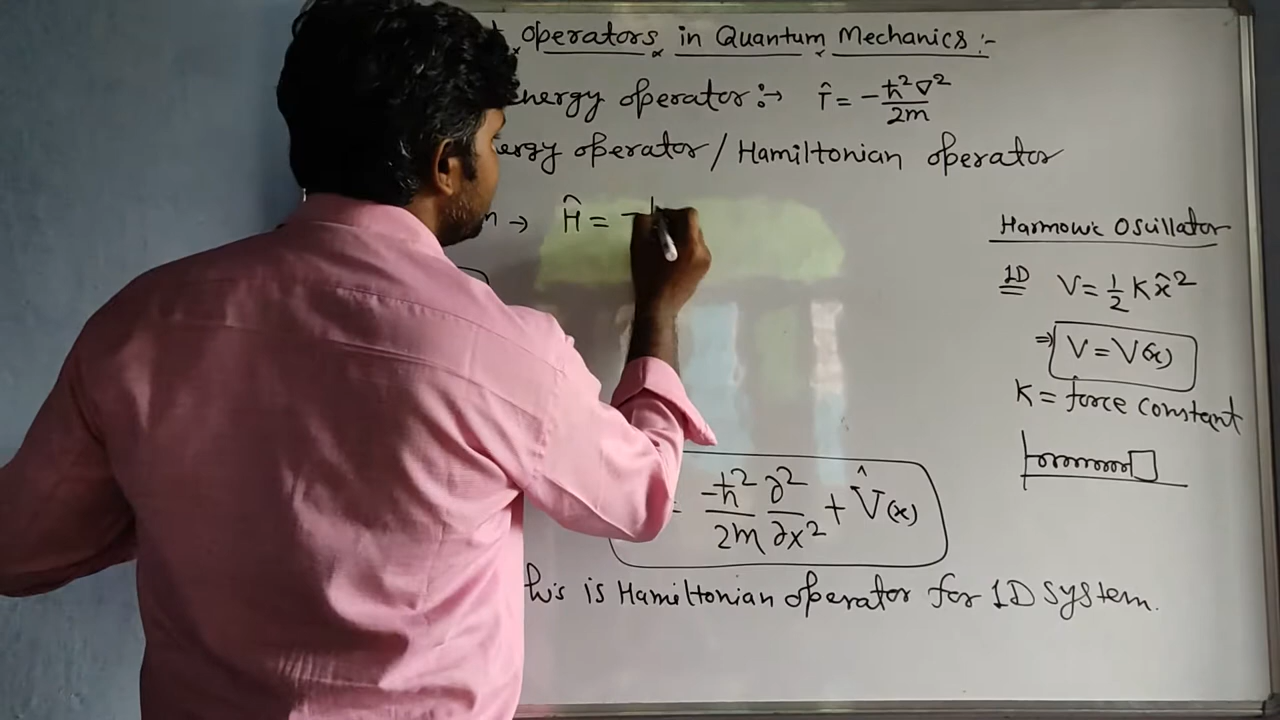 operators in Quantum Mechanics :-
energy operator :→ T̂ = -ħ²∇²/2m
ergy operator / Hamiltonian operator
n → Ĥ = -
= -ħ²/2m ∂²/∂x² + V̂(x)
his is Hamiltonian operator for 1D system.
Harmonic Oscillator
1D V = 1/2 K x̂²
⇒ V = V(x)
K = force constant